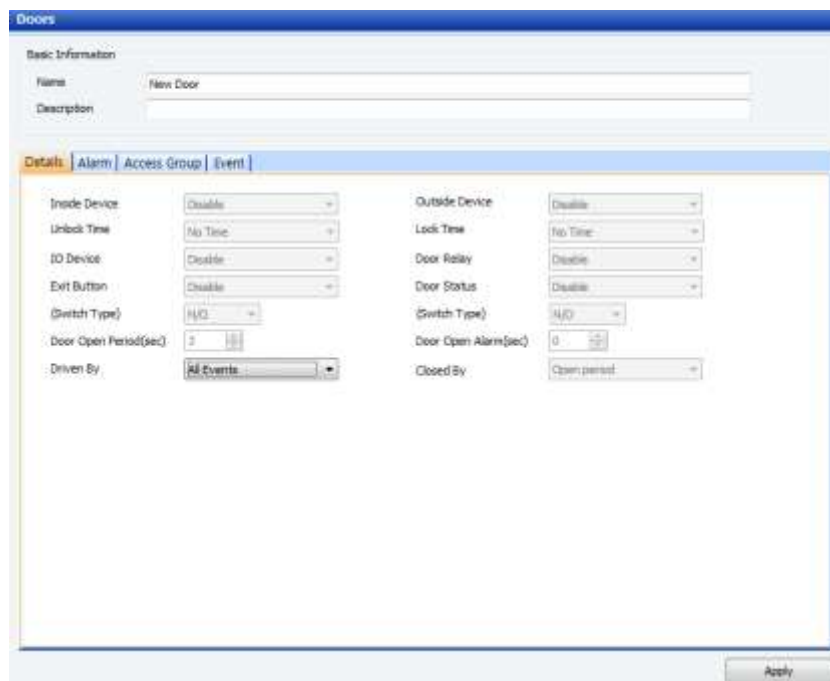 Doors
Basic Information
Name New Door
Description
Details Alarm Access Group Event
Inside Device Disable Outside Device Disable
Unlock Time No Time Lock Time No Time
IO Device Disable Door Relay Disable
Exit Button Disable Door Status Disable
(Switch Type) N/O (Switch Type) N/O
Door Open Period(sec) 3 Door Open Alarm(sec) 0
Driven By All Events Closed By Open period
Apply